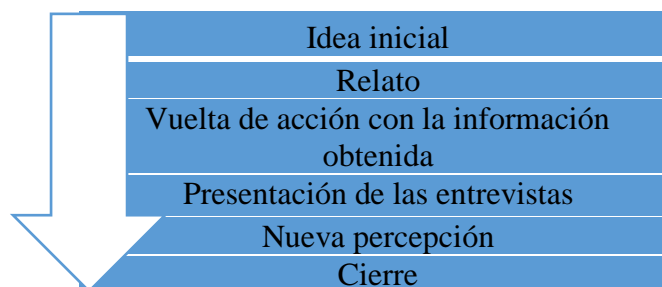 Idea inicial
Relato
Vuelta de acción con la información
obtenida
Presentación de las entrevistas
Nueva percepción
Cierre